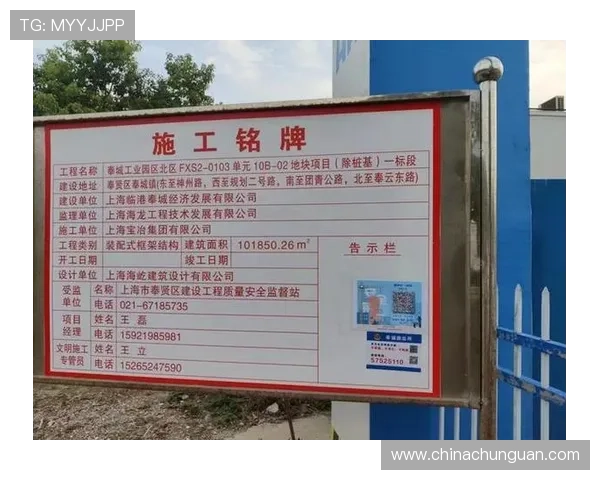 TG: MYYJJPP
施工铭牌
工程名称 奉城工业园区北区FXS2-0103单元10B-02地块项目(除桩基)一标段
建设地址 奉贤区奉城镇(东至神州路,西至规划二号路,南至团青公路,北至奉云东路)
建设单位 上海临港奉城经济发展有限公司
监理单位 上海海龙工程技术发展有限公司
施工单位 上海宝冶集团有限公司
工程类别 装配式框架结构 建筑面积 101850.26㎡
开工日期 竣工日期
设计单位 上海海屹建筑设计有限公司
受监单位 名称 上海市奉贤区建设工程质量安全监督站
电话 021-67185735
项目经理 姓名 王磊
电话 15921985981
文明施工专管员 姓名 王立
电话 15265247590
告示栏
57525110
www.chinachunguan.com